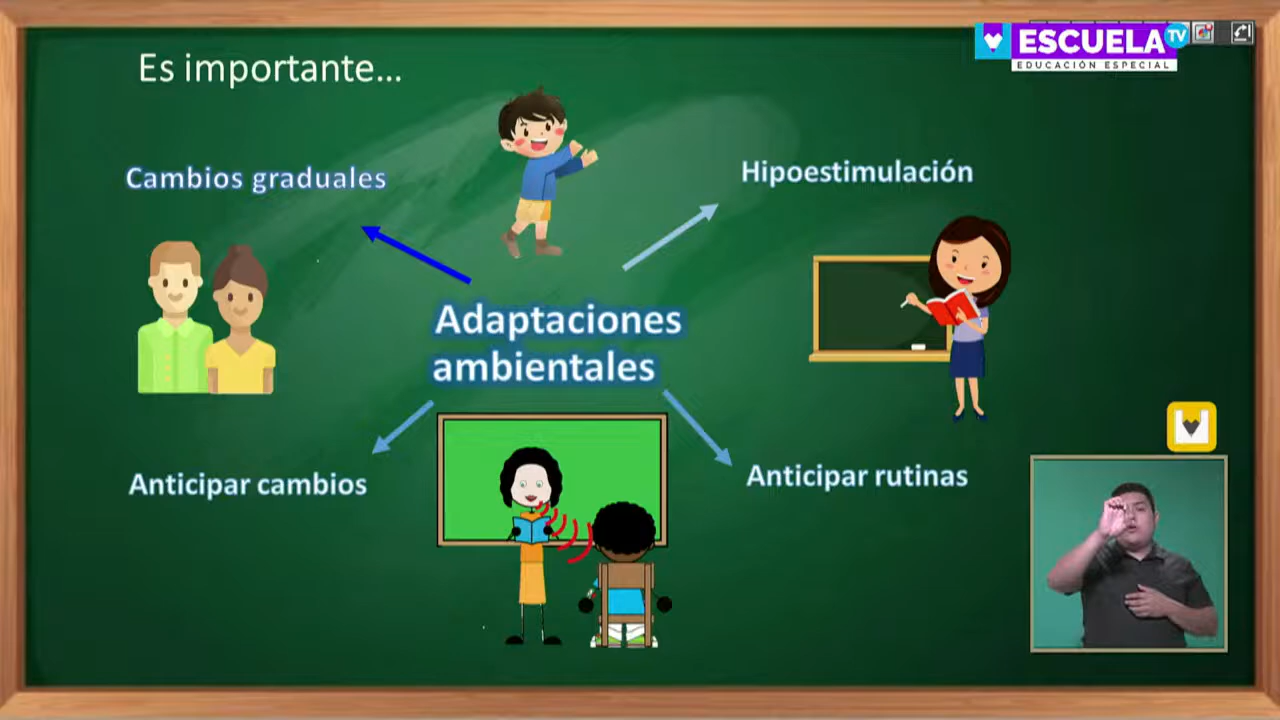 Es importante...
ESCUELA TV
EDUCACIÓN ESPECIAL
Cambios graduales
Hipoestimulación
Adaptaciones
ambientales
Anticipar cambios
Anticipar rutinas